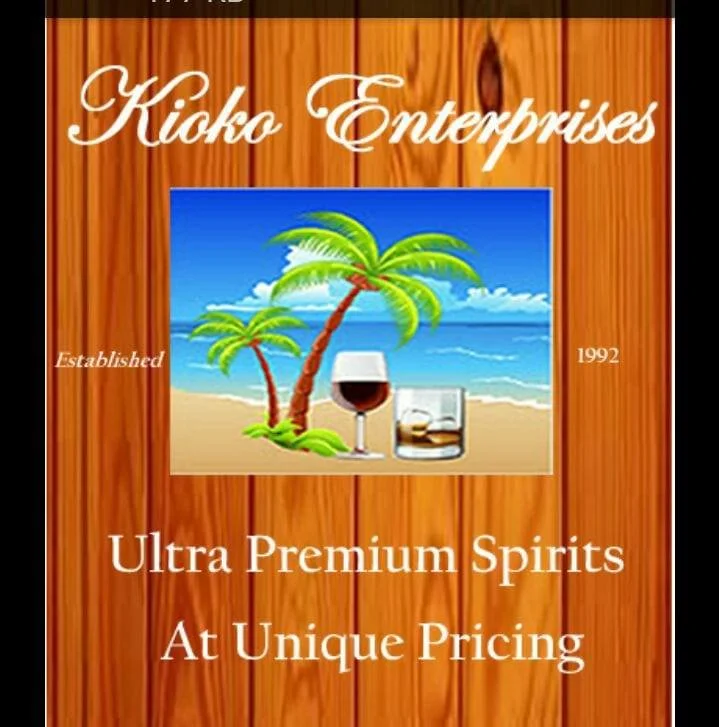 Kioko Enterprises
Established
1992
Ultra Premium Spirits
At Unique Pricing